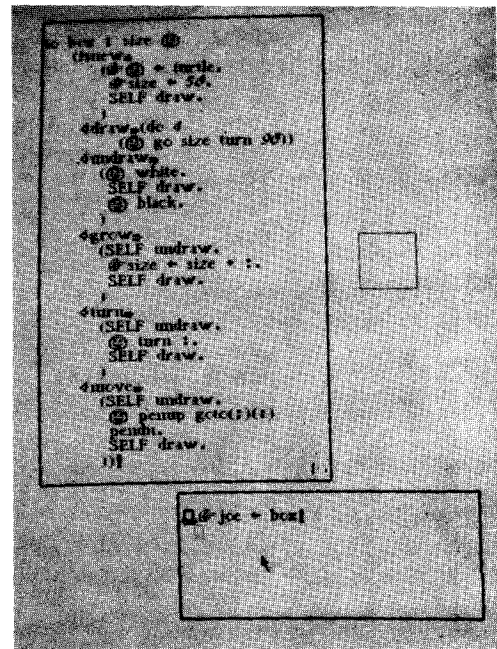 to box | size ☺
(isnew⇒
(☞☺ ← turtle.
☞size ← 50.
SELF draw.
)
∢draw⇒(do 4
(☺ go size turn 90))
∢undraw⇒
(☺ white.
SELF draw.
☺ black.
)
∢grow⇒
(SELF undraw.
☞size ← size + :.
SELF draw.
)
∢turn⇒
(SELF undraw.
☺ turn :.
SELF draw.
)
∢move⇒
(SELF undraw.
☺ penup goto(:)(:)
pendn.
SELF draw.
))
☞joe ← box